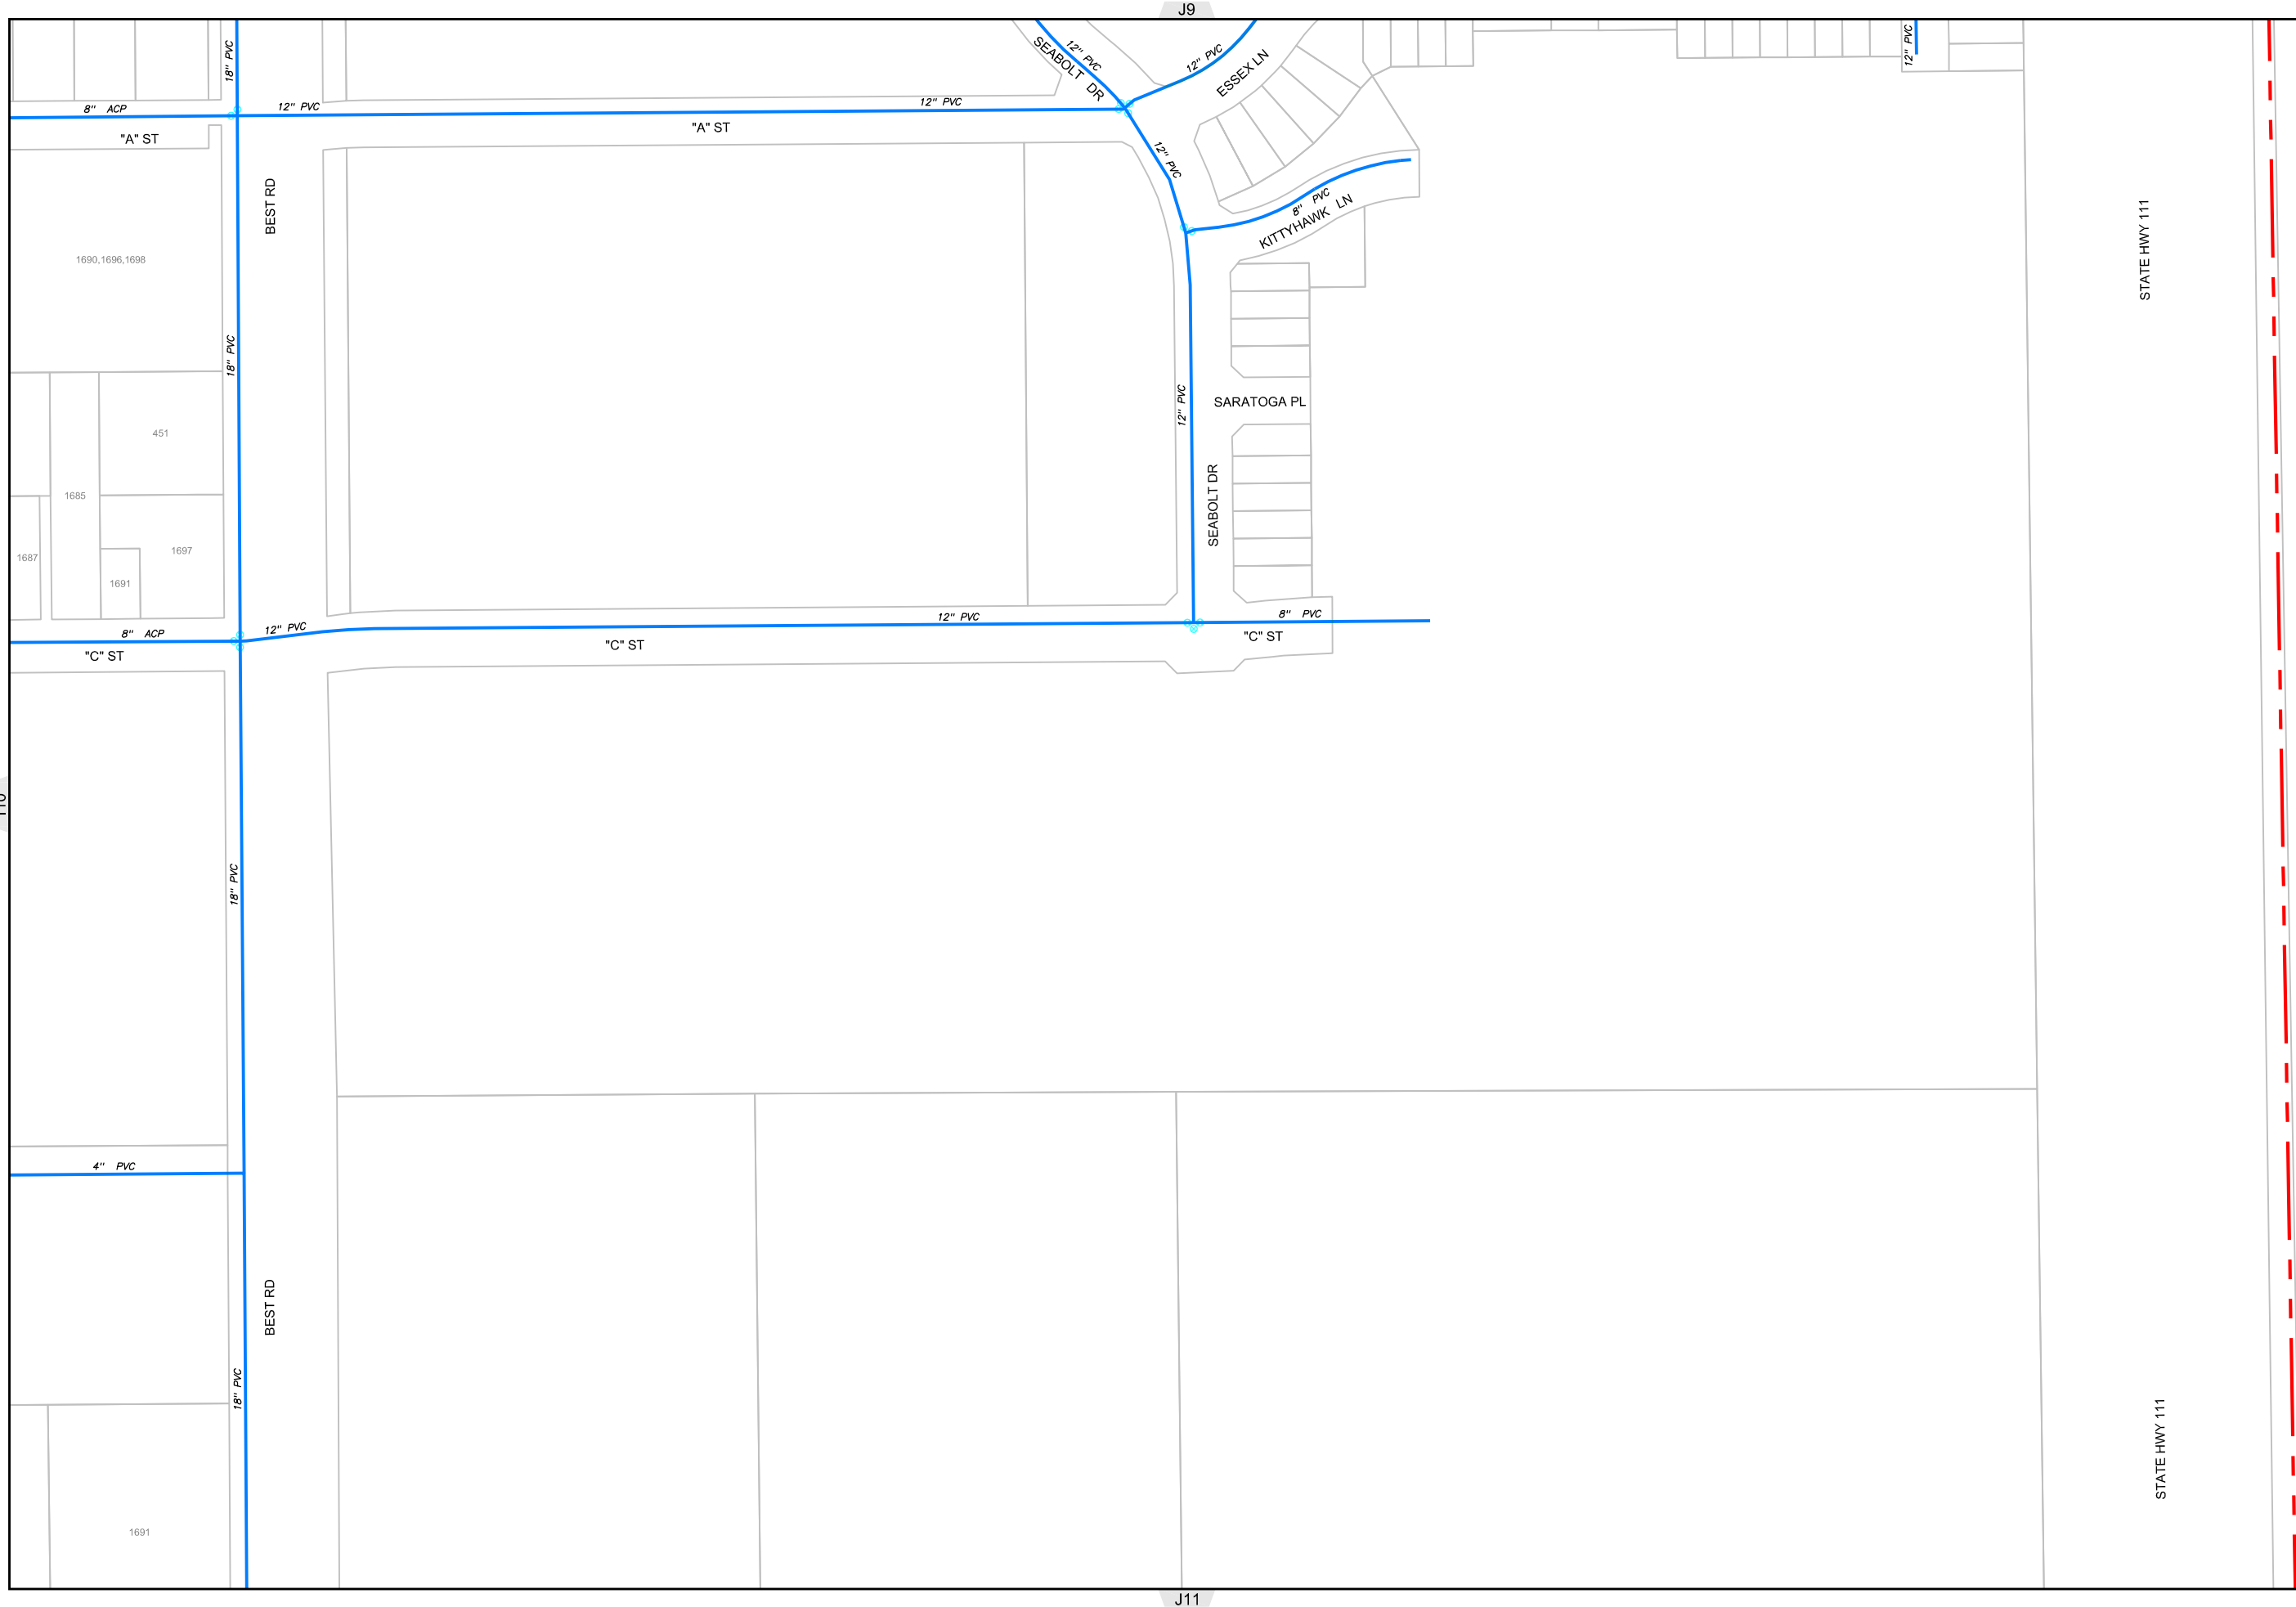 J9
18" PVC
12" PVC
SEABOLT DR
12" PVC
ESSEX LN
12" PVC
8" ACP
12" PVC
12" PVC
"A" ST
"A" ST
12" PVC
BEST RD
8" PVC
KITTYHAWK LN
STATE HWY 111
1690,1696,1698
18" PVC
12" PVC
SARATOGA PL
451
1685
SEABOLT DR
1687
1697
1691
8" ACP
12" PVC
12" PVC
8" PVC
"C" ST
"C" ST
"C" ST
18" PVC
4" PVC
BEST RD
18" PVC
STATE HWY 111
1691
J11